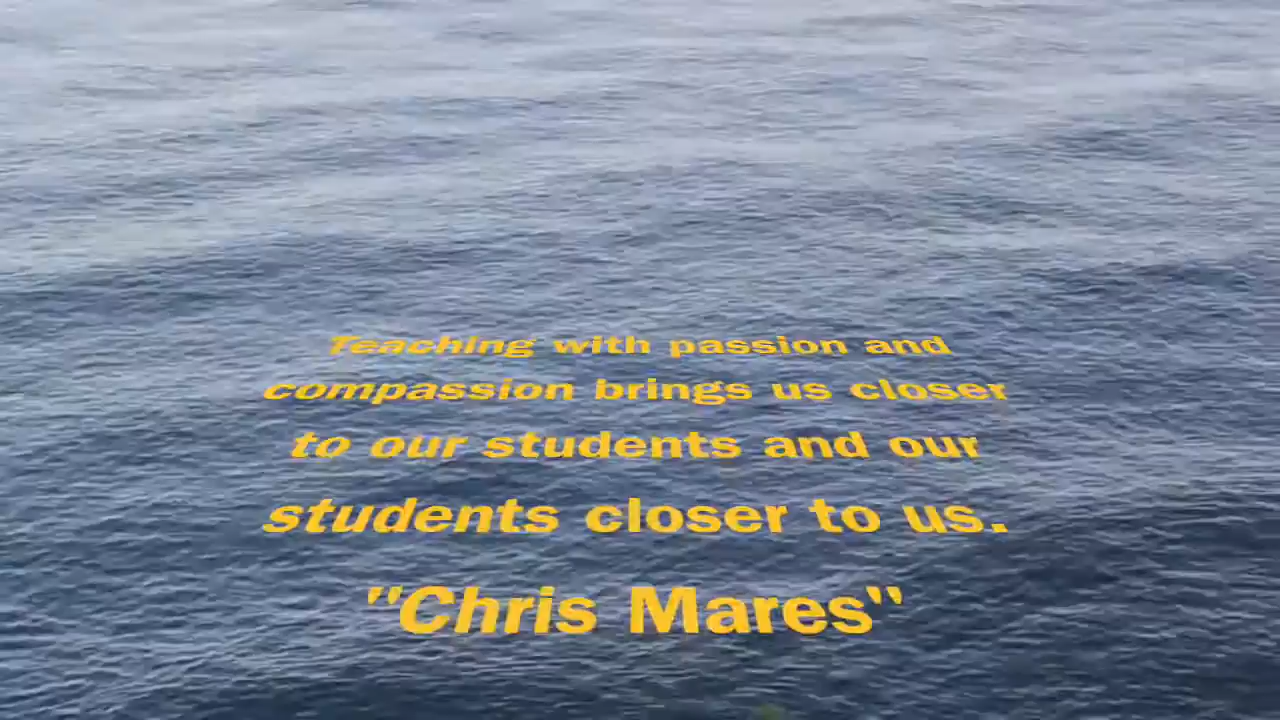 Teaching with passion and
compassion brings us closer
to our students and our
students closer to us.
"Chris Mares"